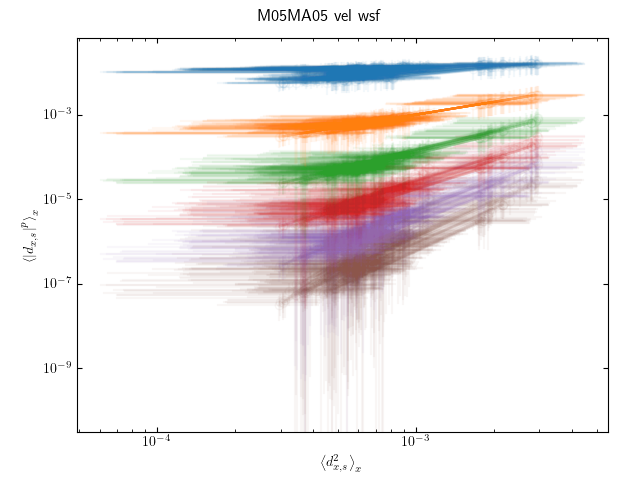 M05MA05 vel wsf
⟨|d_{x,s}|^p⟩_x
10^{-3}
10^{-5}
10^{-7}
10^{-9}
10^{-4}
10^{-3}
⟨d^2_{x,s}⟩_x